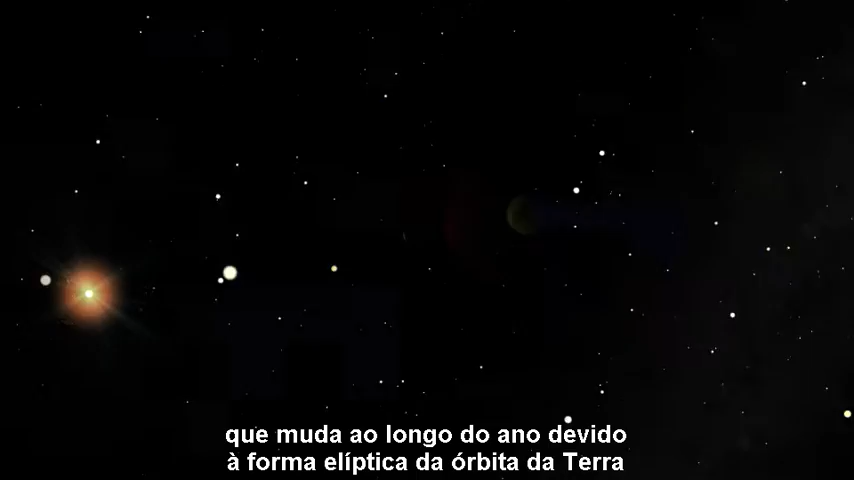 que muda ao longo do ano devido
à forma elíptica da órbita da Terra